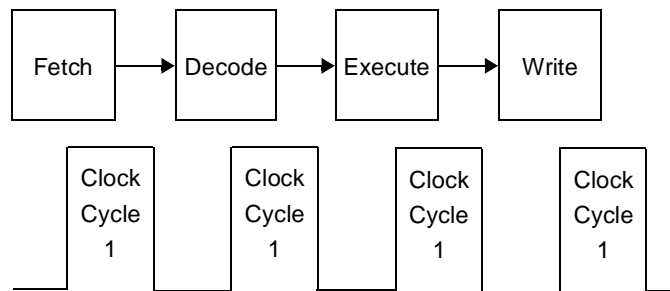 Fetch Decode Execute Write
Clock Clock Clock Clock
Cycle Cycle Cycle Cycle
1 1 1 1